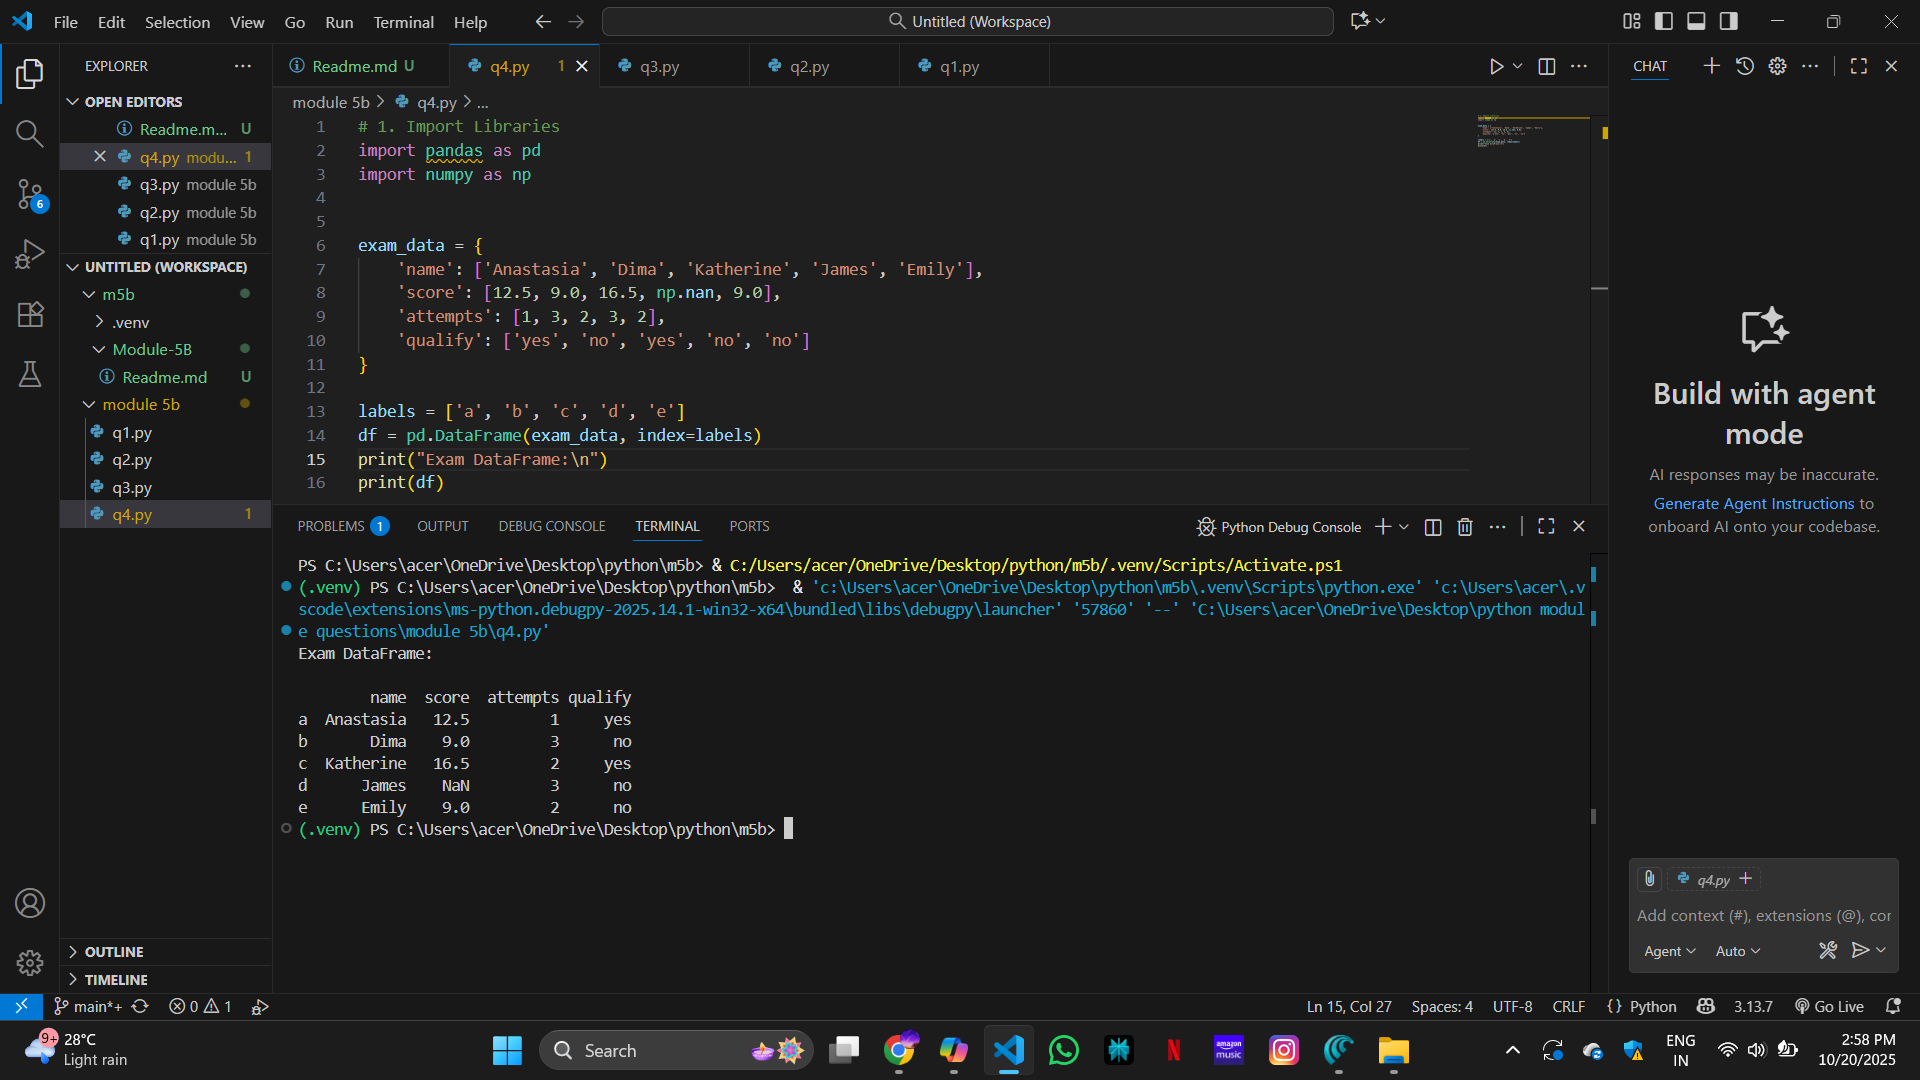 File Edit Selection View Go Run Terminal Help
Untitled (Workspace)
EXPLORER
OPEN EDITORS
Readme.m... U
q4.py modu... 1
q3.py module 5b
q2.py module 5b
q1.py module 5b
UNTITLED (WORKSPACE)
m5b
.venv
Module-5B
Readme.md U
module 5b
q1.py
q2.py
q3.py
q4.py 1
OUTLINE
TIMELINE
Readme.md U
q4.py 1
q3.py
q2.py
q1.py
module 5b > q4.py > ...
1 # 1. Import Libraries
2 import pandas as pd
3 import numpy as np
4
5
6 exam_data = {
7     'name': ['Anastasia', 'Dima', 'Katherine', 'James', 'Emily'],
8     'score': [12.5, 9.0, 16.5, np.nan, 9.0],
9     'attempts': [1, 3, 2, 3, 2],
10     'qualify': ['yes', 'no', 'yes', 'no', 'no']
11 }
12
13 labels = ['a', 'b', 'c', 'd', 'e']
14 df = pd.DataFrame(exam_data, index=labels)
15 print("Exam DataFrame:\n")
16 print(df)
PROBLEMS 1 OUTPUT DEBUG CONSOLE TERMINAL PORTS
Python Debug Console
PS C:\Users\acer\OneDrive\Desktop\python\m5b> & C:/Users/acer/OneDrive/Desktop/python/m5b/.venv/Scripts/Activate.ps1
(.venv) PS C:\Users\acer\OneDrive\Desktop\python\m5b>  & 'c:\Users\acer\OneDrive\Desktop\python\m5b\.venv\Scripts\python.exe' 'c:\Users\acer\.v
scode\extensions\ms-python.debugpy-2025.14.1-win32-x64\bundled\libs\debugpy\launcher' '57860' '--' 'C:\Users\acer\OneDrive\Desktop\python modul
e questions\module 5b\q4.py'
Exam DataFrame:
name score attempts qualify
a Anastasia 12.5 1 yes
b Dima 9.0 3 no
c Katherine 16.5 2 yes
d James NaN 3 no
e Emily 9.0 2 no
(.venv) PS C:\Users\acer\OneDrive\Desktop\python\m5b>
CHAT
Build with agent
mode
AI responses may be inaccurate.
Generate Agent Instructions to
onboard AI onto your codebase.
q4.py
Add context (#), extensions (@), cor
Agent Auto
6
main*+ 0 1
Ln 15, Col 27 Spaces: 4 UTF-8 CRLF {} Python 3.13.7 Go Live
9+
28°C
Light rain
Search
amazon
music
ENG
IN
2:58 PM
10/20/2025